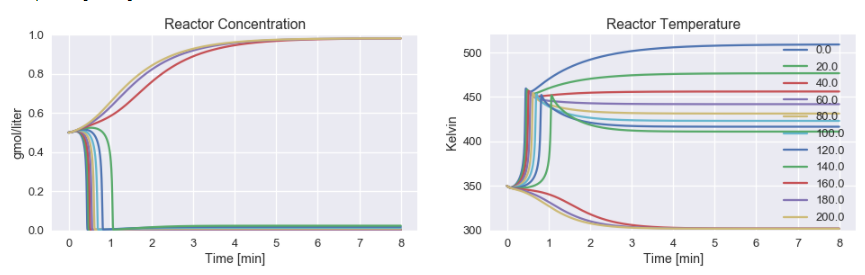 Reactor Concentration
1.0
0.8
0.6
0.4
0.2
0.0
gmol/liter
0 1 2 3 4 5 6 7 8
Time [min]
Reactor Temperature
500
450
400
350
300
Kelvin
0 1 2 3 4 5 6 7 8
Time [min]
0.0
20.0
40.0
60.0
80.0
100.0
120.0
140.0
160.0
180.0
200.0